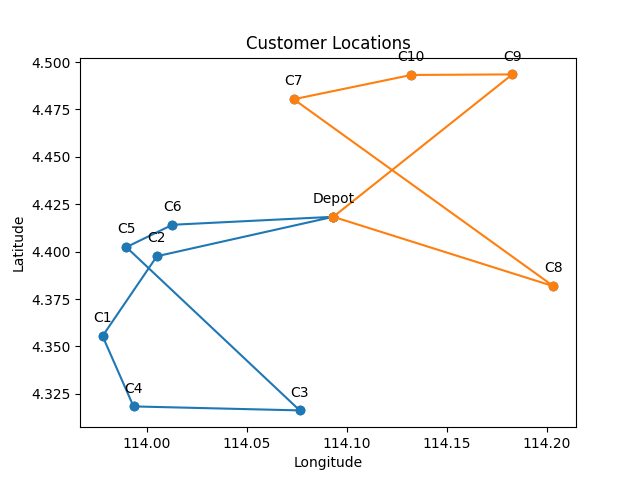 Customer Locations
4.500
4.475
4.450
4.425
4.400
4.375
4.350
4.325
Latitude
C10
C9
C7
Depot
C6
C5
C2
C8
C1
C4
C3
114.00 114.05 114.10 114.15 114.20
Longitude